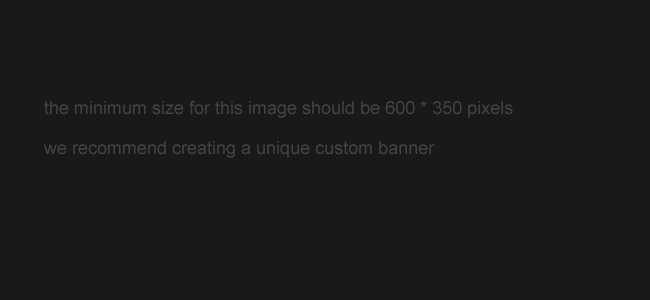 the minimum size for this image should be 600 * 350 pixels
we recommend creating a unique custom banner